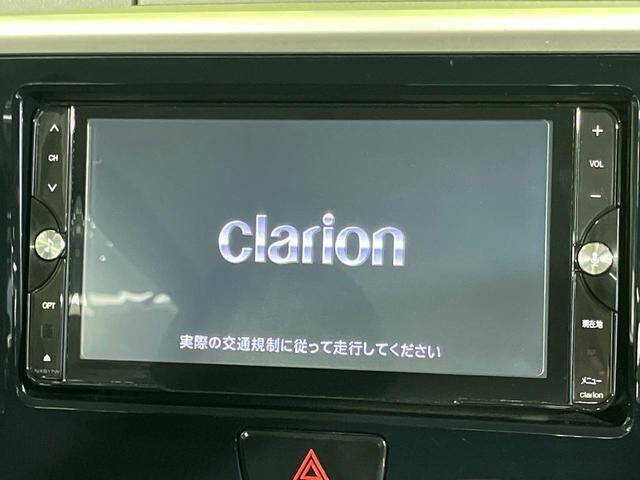 CH
OPT
clarion
実際の交通規制に従って走行してください
VOL
現在地
メニュー
clarion